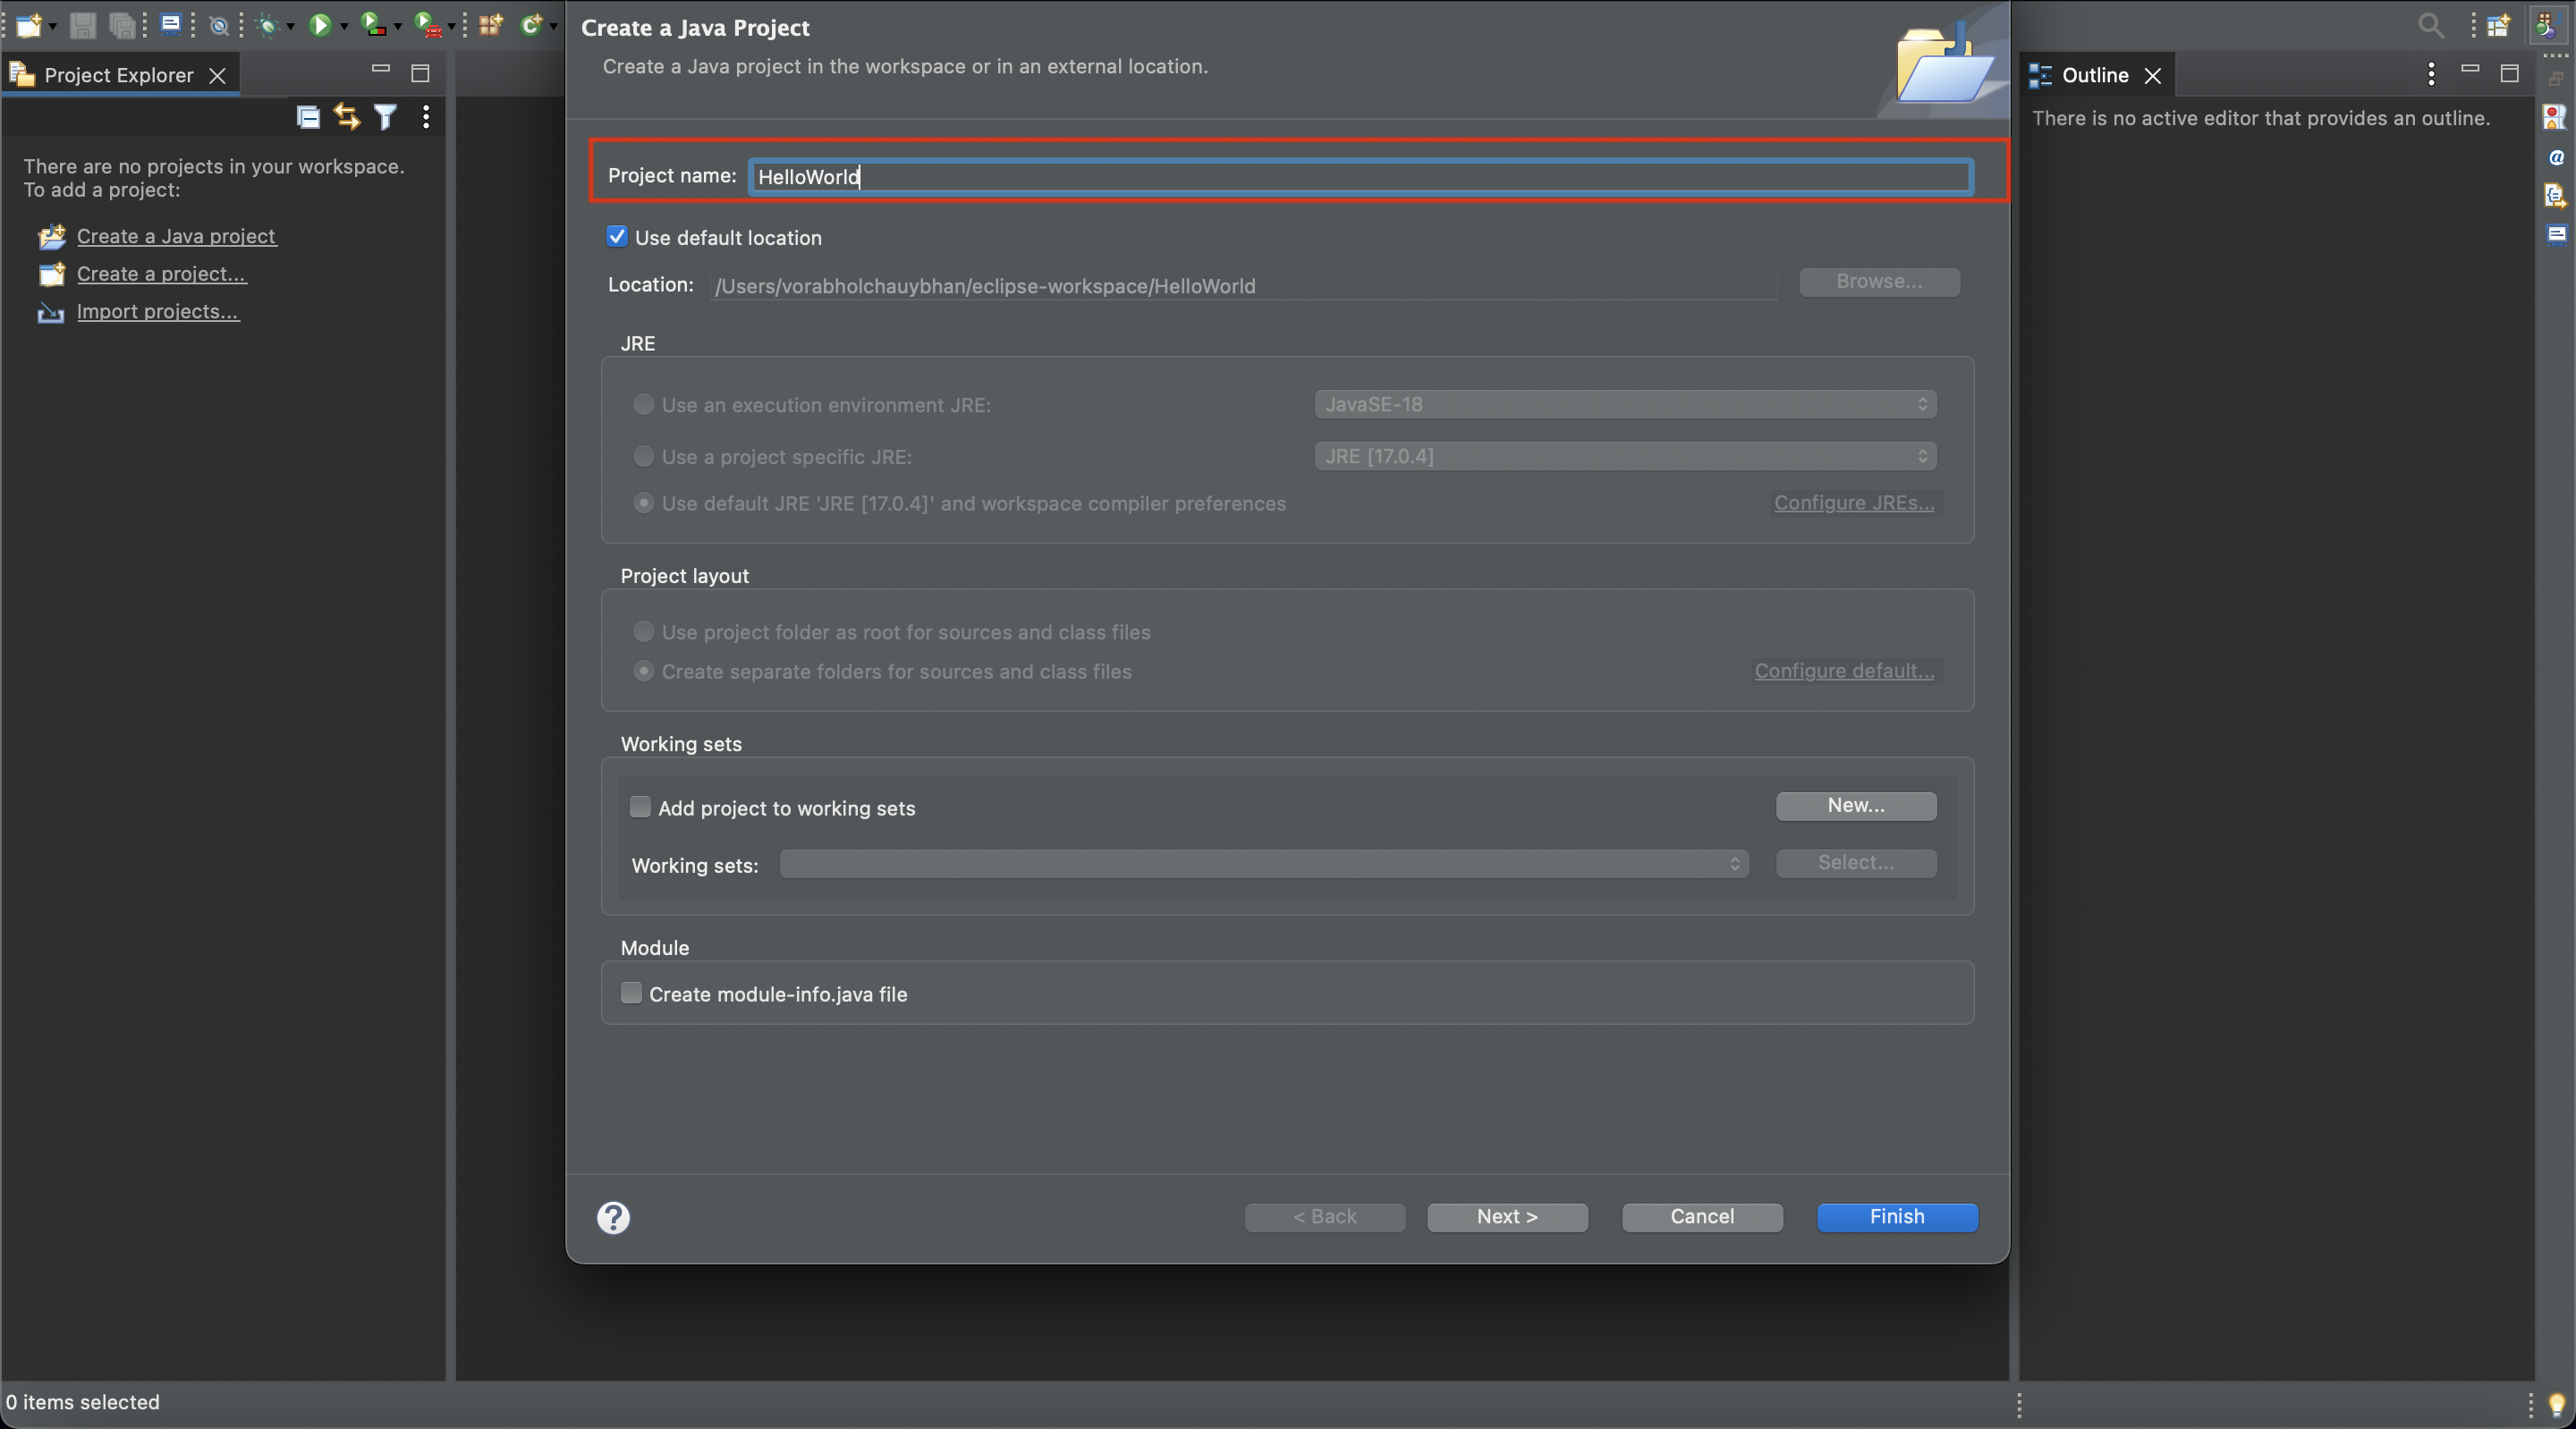 Create a Java Project
Create a Java project in the workspace or in an external location.
Project Explorer
Outline
There is no active editor that provides an outline.
There are no projects in your workspace.
To add a project:
Create a Java project
Create a project...
Import projects...
Project name: HelloWorld
Use default location
Location: /Users/vorabholchauybhan/eclipse-workspace/HelloWorld Browse...
JRE
Use an execution environment JRE: JavaSE-18
Use a project specific JRE: JRE [17.0.4]
Use default JRE 'JRE [17.0.4]' and workspace compiler preferences Configure JREs...
Project layout
Use project folder as root for sources and class files
Create separate folders for sources and class files Configure default...
Working sets
Add project to working sets New...
Working sets: Select...
Module
Create module-info.java file
< Back Next > Cancel Finish
0 items selected